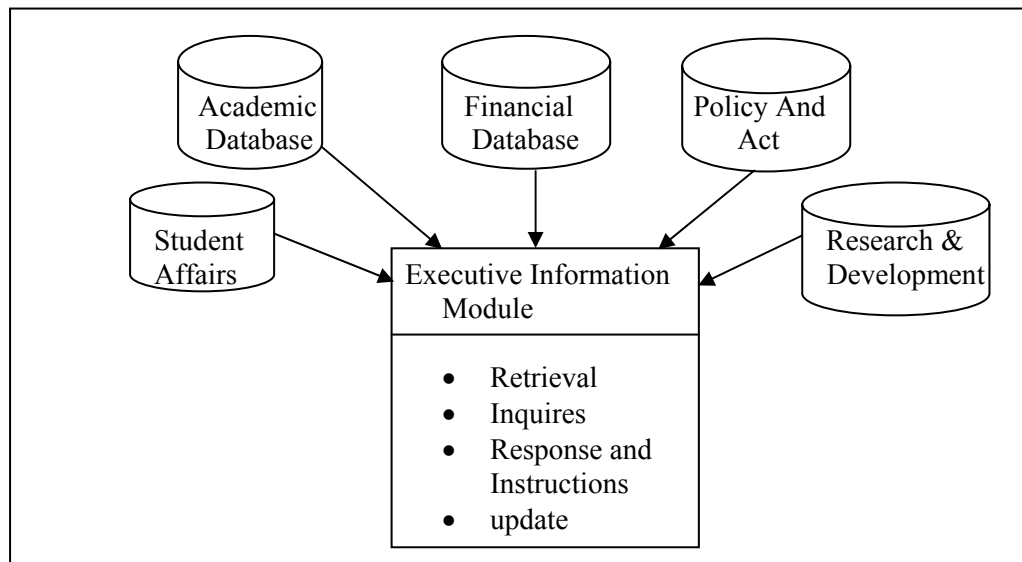 Academic
Database
Financial
Database
Policy And
Act
Student
Affairs
Research &
Development
Executive Information
Module
• Retrieval
• Inquires
• Response and
Instructions
• update